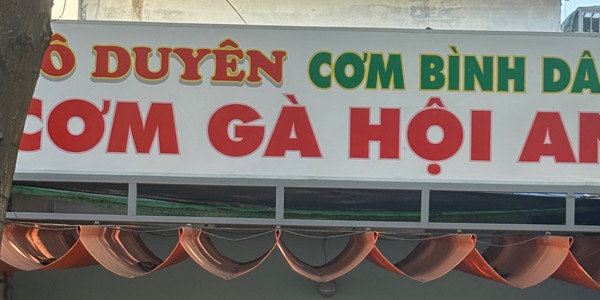 Ô DUYÊN CƠM BÌNH DÂ
CƠM GÀ HỘI AN